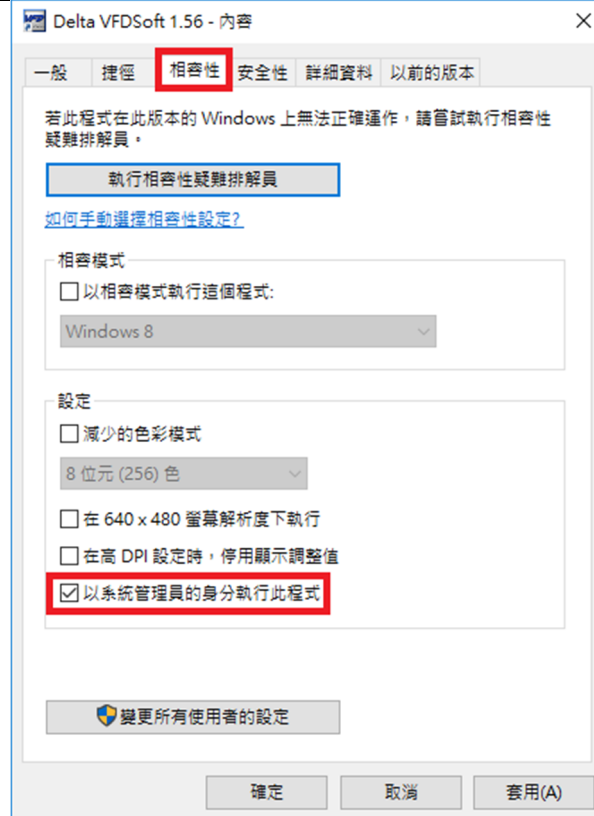 Delta VFDSoft 1.56 - 內容
一般 捷徑 相容性 安全性 詳細資料 以前的版本
若此程式在此版本的 Windows 上無法正確運作，請嘗試執行相容性
疑難排解員。
執行相容性疑難排解員
如何手動選擇相容性設定?
相容模式
以相容模式執行這個程式:
Windows 8
設定
減少的色彩模式
8 位元 (256) 色
在 640 x 480 螢幕解析度下執行
在高 DPI 設定時，停用顯示調整值
以系統管理員的身分執行此程式
變更所有使用者的設定
確定 取消 套用(A)